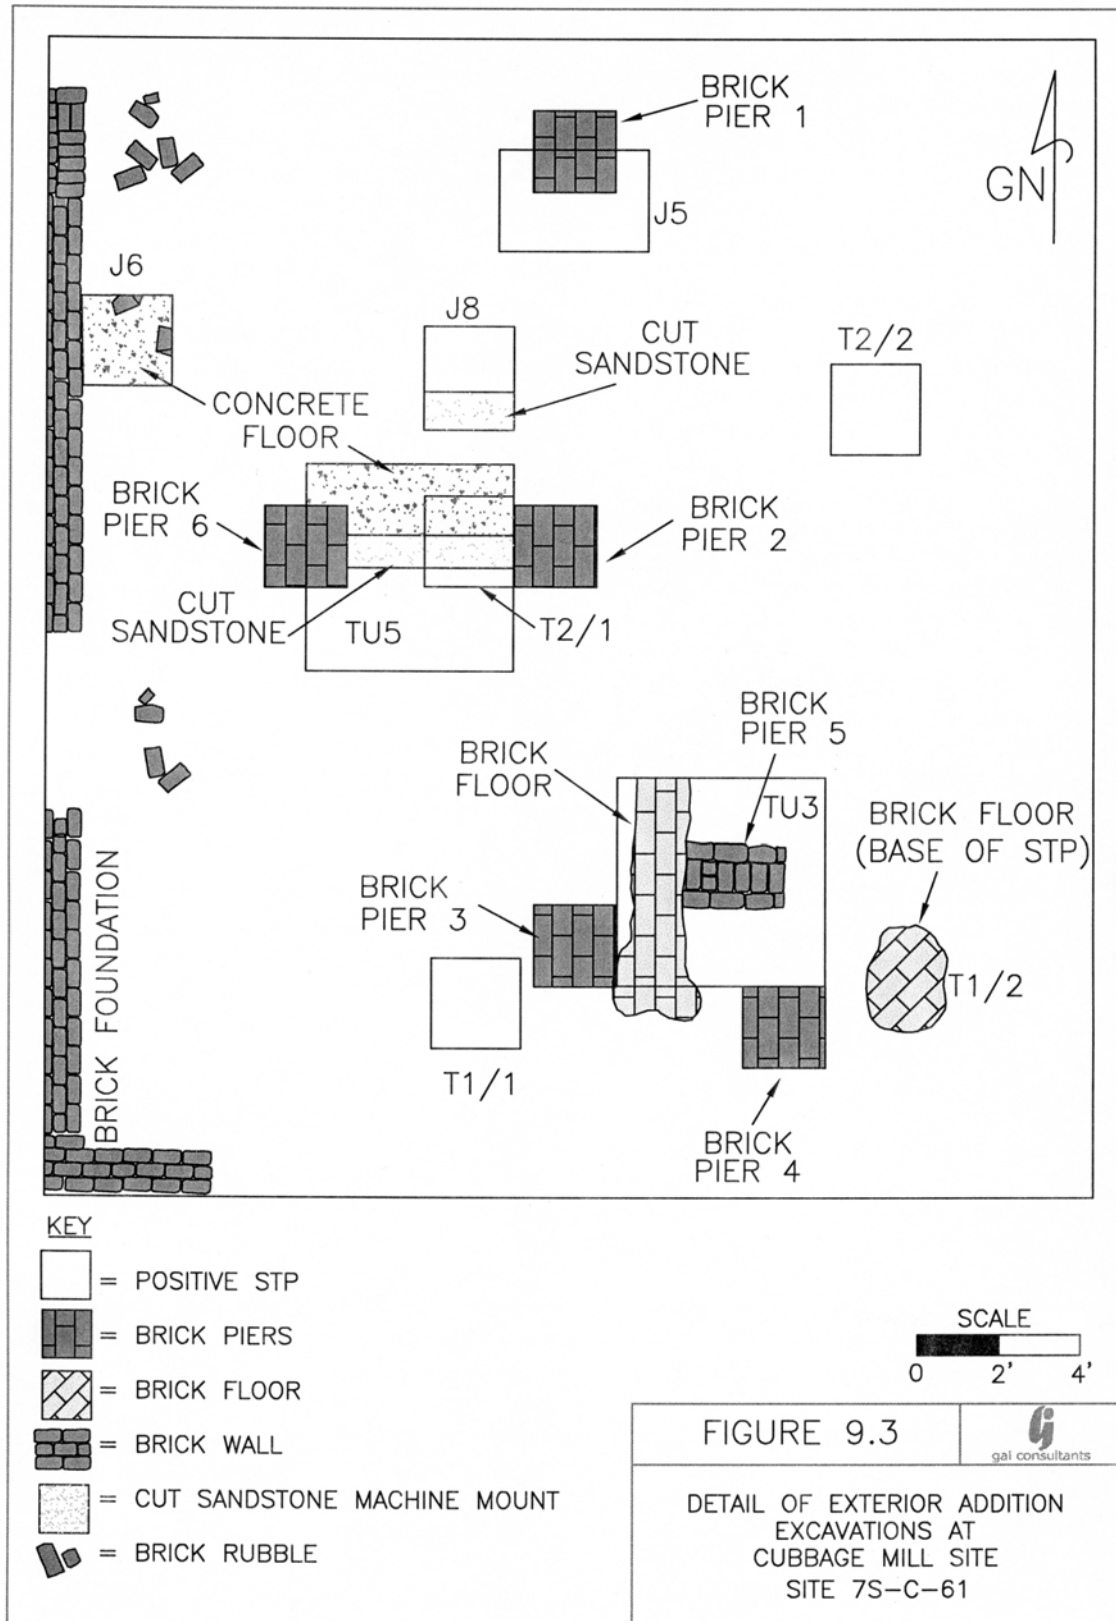 BRICK
PIER 1
GN
J5
J6
J8
CUT
SANDSTONE
T2/2
CONCRETE
FLOOR
BRICK
PIER 6
BRICK
PIER 2
CUT
SANDSTONE
TU5
T2/1
BRICK
PIER 5
BRICK
FLOOR
TU3
BRICK FLOOR
(BASE OF STP)
BRICK
PIER 3
T1/2
BRICK FOUNDATION
T1/1
BRICK
PIER 4
KEY
= POSITIVE STP
= BRICK PIERS
= BRICK FLOOR
= BRICK WALL
= CUT SANDSTONE MACHINE MOUNT
= BRICK RUBBLE
SCALE
0 2' 4'
FIGURE 9.3
gai consultants
DETAIL OF EXTERIOR ADDITION
EXCAVATIONS AT
CUBBAGE MILL SITE
SITE 7S-C-61